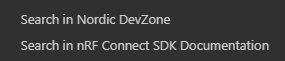 Search in Nordic DevZone
Search in nRF Connect SDK Documentation